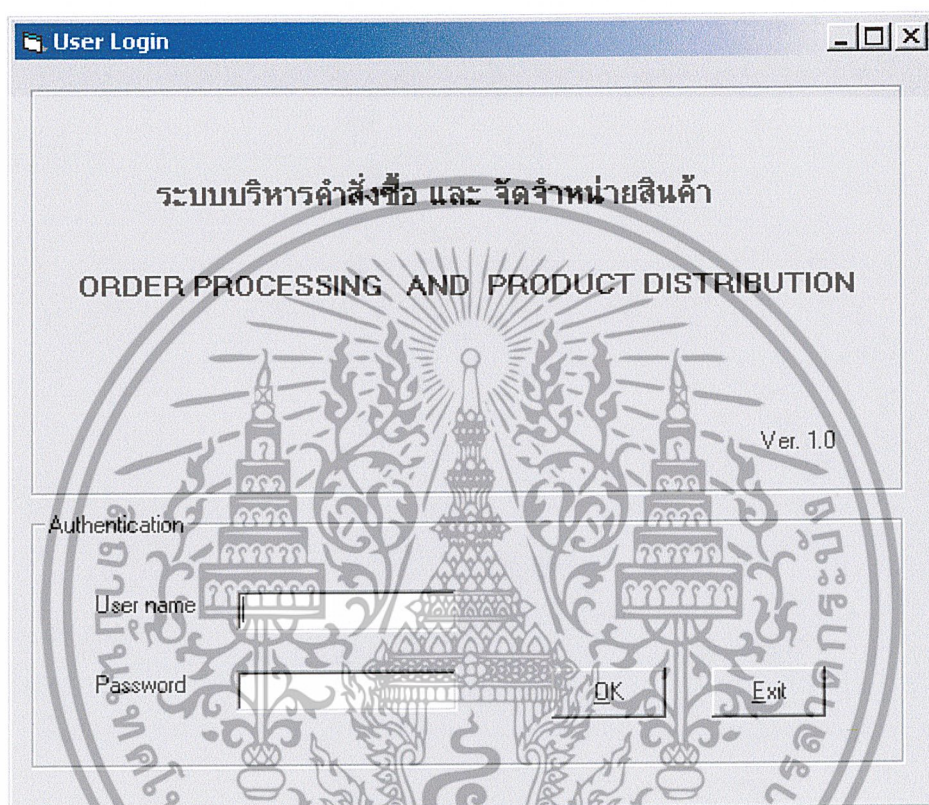 User Login
ระบบบริหารคำสั่งซื้อ และ จัดจำหน่ายสินค้า
ORDER PROCESSING AND PRODUCT DISTRIBUTION
Ver. 1.0
Authentication
User name
Password
OK
Exit